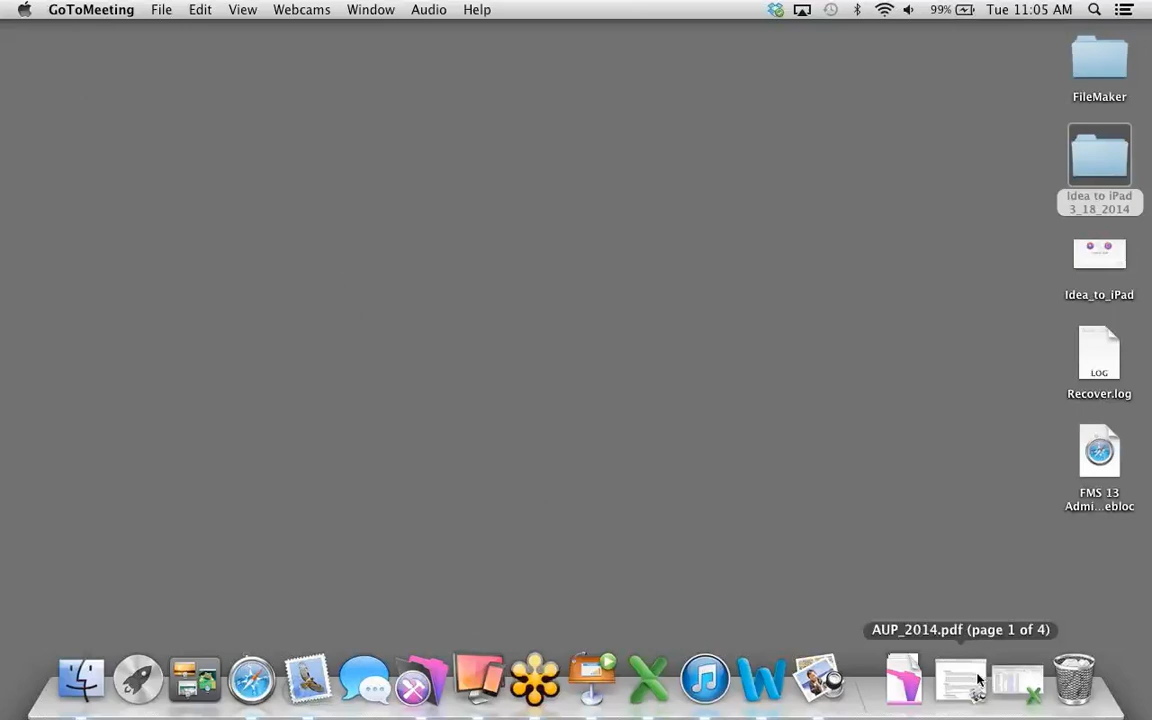 GoToMeeting File Edit View Webcams Window Audio Help 99% Tue 11:05 AM
FileMaker
Idea to iPad
3_18_2014
Idea_to_iPad
LOG
Recover.log
FMS 13
Admi...ebloc
AUP_2014.pdf (page 1 of 4)